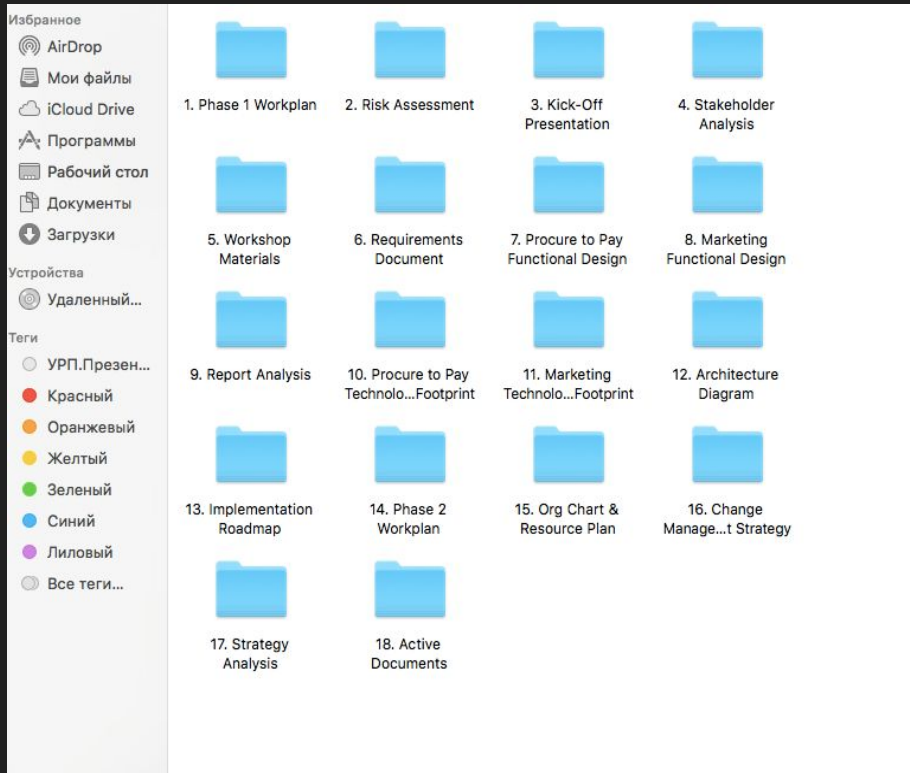 Избранное
AirDrop
Мои файлы
iCloud Drive
Программы
Рабочий стол
Документы
Загрузки
Устройства
Удаленный...
Теги
УРП.Презен...
Красный
Оранжевый
Желтый
Зеленый
Синий
Лиловый
Все теги...
1. Phase 1 Workplan
2. Risk Assessment
3. Kick-Off
Presentation
4. Stakeholder
Analysis
5. Workshop
Materials
6. Requirements
Document
7. Procure to Pay
Functional Design
8. Marketing
Functional Design
9. Report Analysis
10. Procure to Pay
Technolo...Footprint
11. Marketing
Technolo...Footprint
12. Architecture
Diagram
13. Implementation
Roadmap
14. Phase 2
Workplan
15. Org Chart &
Resource Plan
16. Change
Manage...t Strategy
17. Strategy
Analysis
18. Active
Documents